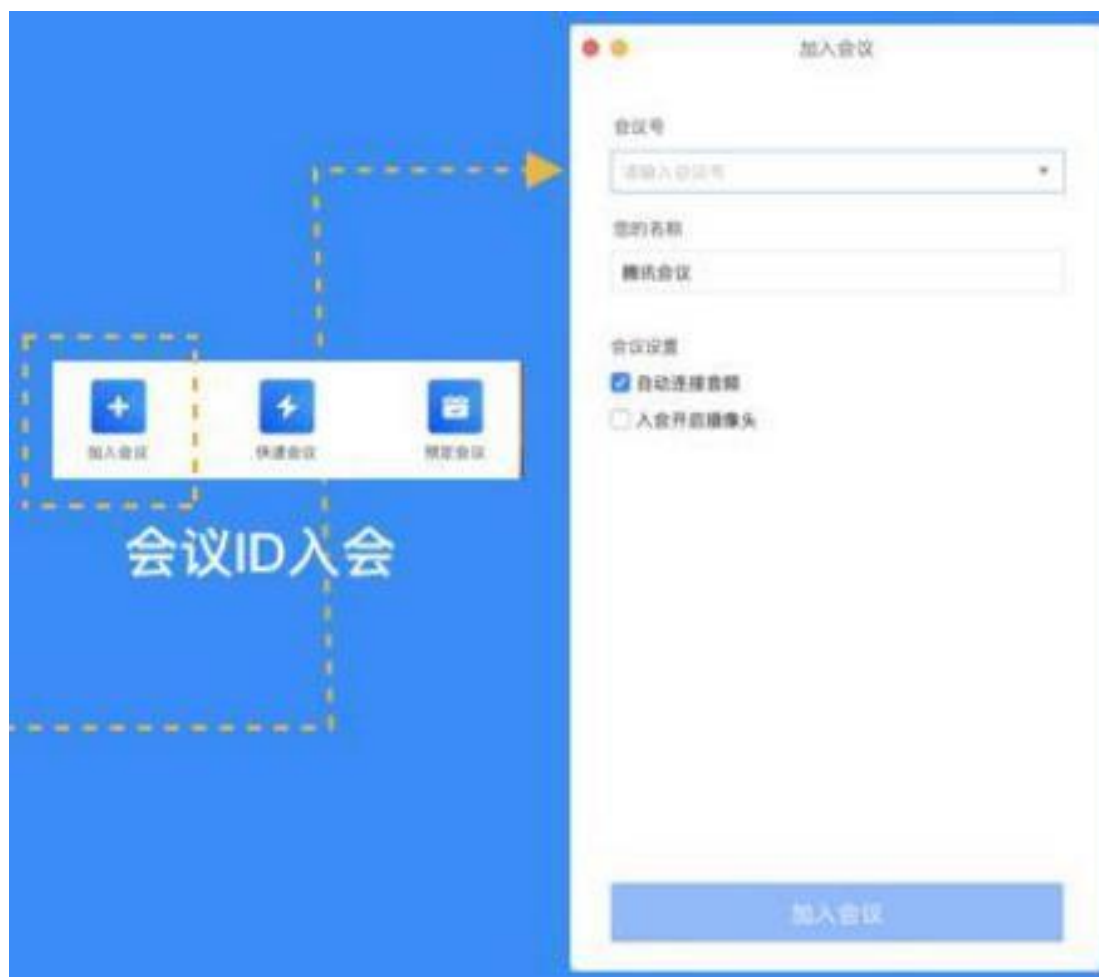 加入会议
会议号
请输入会议号
您的名称
腾讯会议
会议设置
自动连接音频
入会开启摄像头
加入会议 快速会议 预定会议
会议ID入会
加入会议